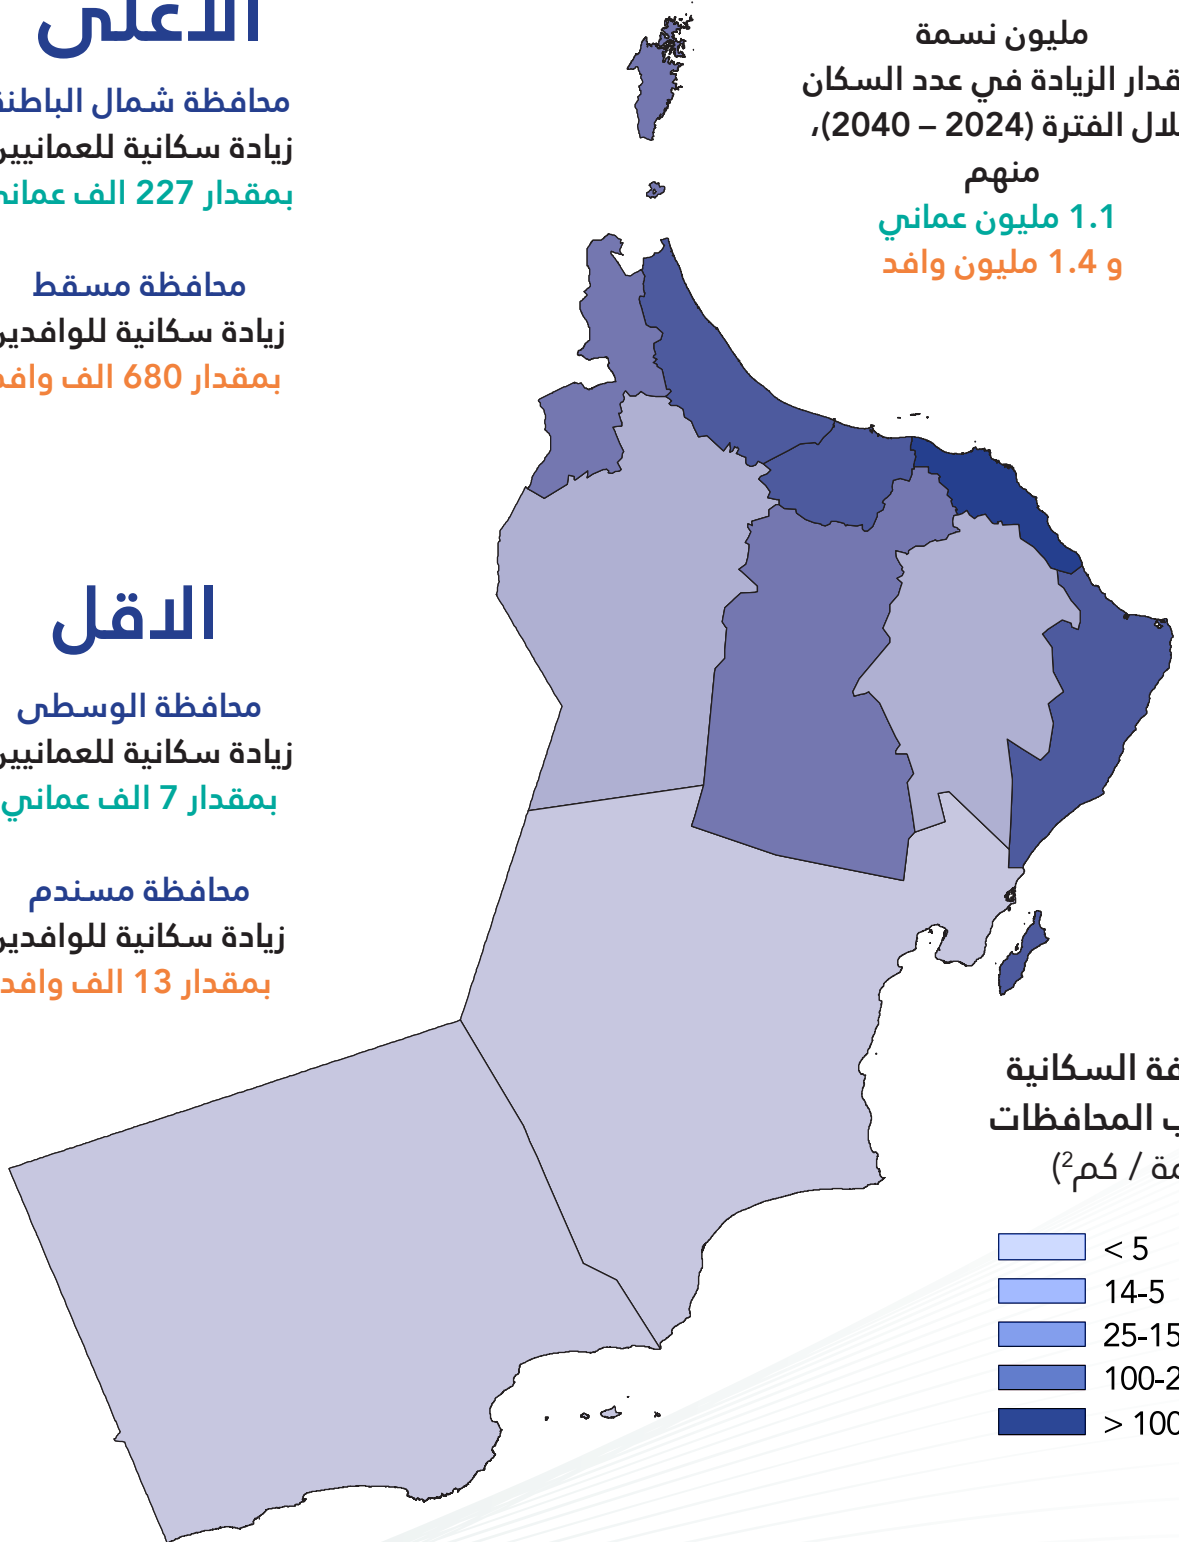 مليون نسمة
قدار الزيادة في عدد السكان
لال الفترة (2024 – 2040)،
منهم
1.1 مليون عماني
و 1.4 مليون وافد
الاعلى
محافظة شمال الباطنة
زيادة سكانية للعمانيين
بمقدار 227 الف عماني
محافظة مسقط
زيادة سكانية للوافدين
بمقدار 680 الف وافد
الاقل
محافظة الوسطى
زيادة سكانية للعمانيين
بمقدار 7 الف عماني
محافظة مسندم
زيادة سكانية للوافدين
بمقدار 13 الف وافد
فة السكانية
ب المحافظات
مة / كم²)
< 5
14-5
25-15
100-2
> 100